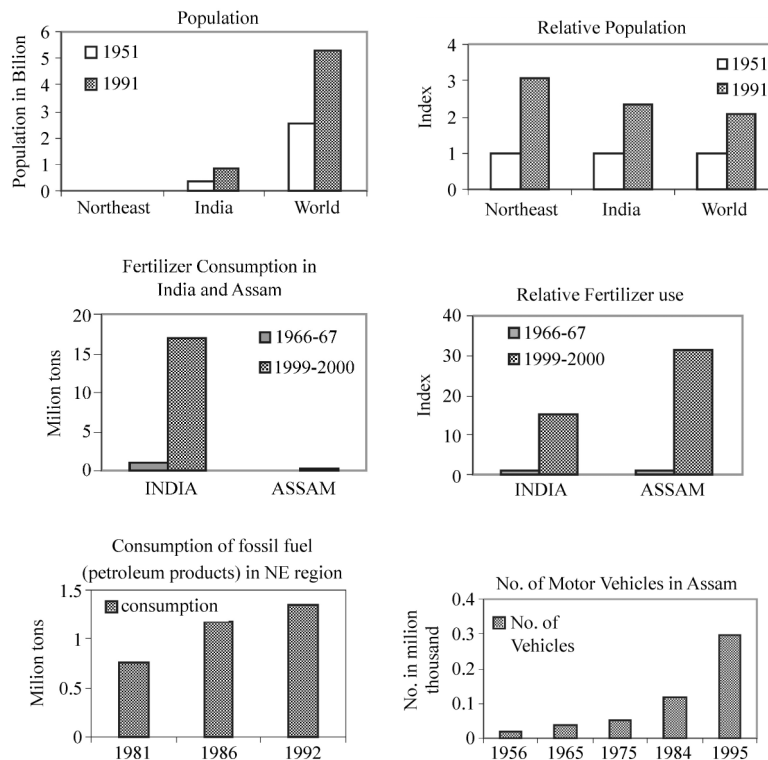 Population
Population in Bilion
6
5
4
3
2
1
0
1951
1991
Northeast India World
Relative Population
Index
4
3
2
1
0
1951
1991
Northeast India World
Fertilizer Consumption in
India and Assam
Milion tons
20
15
10
5
0
1966-67
1999-2000
INDIA ASSAM
Relative Fertilizer use
Index
40
30
20
10
0
1966-67
1999-2000
INDIA ASSAM
Consumption of fossil fuel
(petroleum products) in NE region
Milion tons
1.5
1
0.5
0
consumption
1981 1986 1992
No. of Motor Vehicles in Assam
No. in milion
thousand
0.4
0.3
0.2
0.1
0
No. of
Vehicles
1956 1965 1975 1984 1995